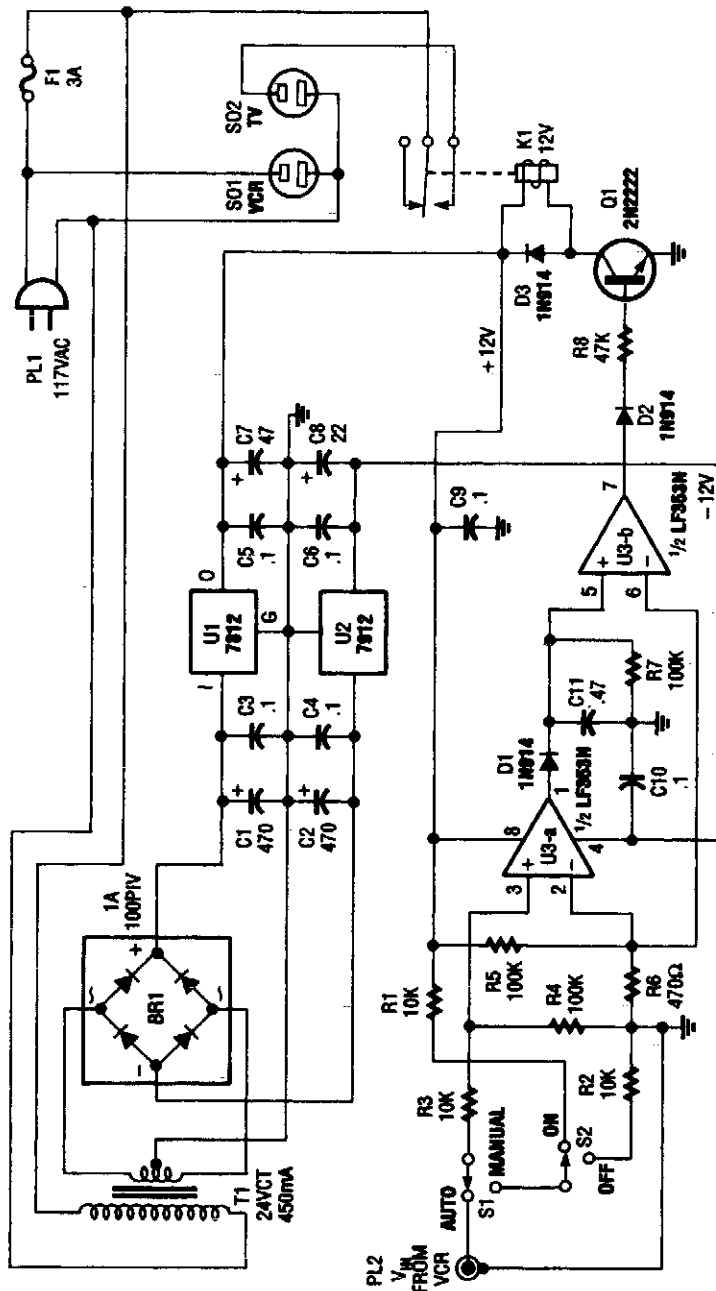 F1
3A
SO2
TV
SO1
VCR
PL1
117VAC
K1
12V
Q1
2N2222
D3
1N914
+12V
R8
47K
D2
1N914
-12V
C7
47
+
C8
22
+
C5
.1
C6
.1
C9
.1
O
U1
7812
G
I
U2
7912
C3
.1
C4
.1
C1
470
+
C2
470
+
7
U3-b
½ LF353N
+
-
5
6
R7
100K
C11
.47
C10
.1
D1
1N914
1
½ LF353N
8
U3-a
4
+
-
3
2
1A
100PIV
+
~
BR1
~
-
T1
24VCT
450mA
R1
10K
R5
100K
R4
100K
R6
470Ω
R3
10K
R2
10K
AUTO
MANUAL
S1
ON
S2
OFF
PL2
VIN
FROM
VCR